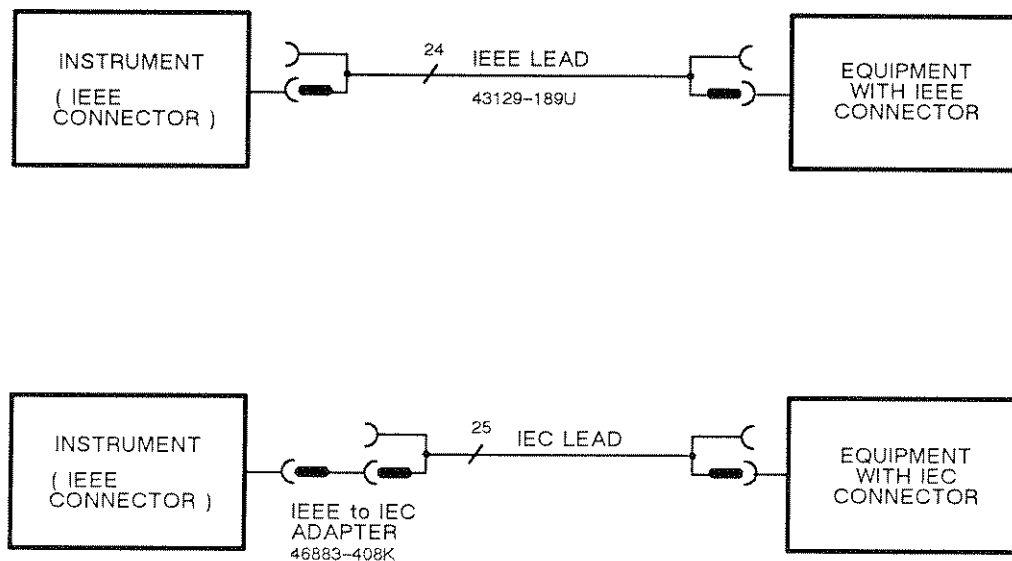 INSTRUMENT
( IEEE
CONNECTOR )
24
IEEE LEAD
43129-189U
EQUIPMENT
WITH IEEE
CONNECTOR
INSTRUMENT
( IEEE
CONNECTOR )
IEEE to IEC
ADAPTER
46883-408K
25
IEC LEAD
EQUIPMENT
WITH IEC
CONNECTOR